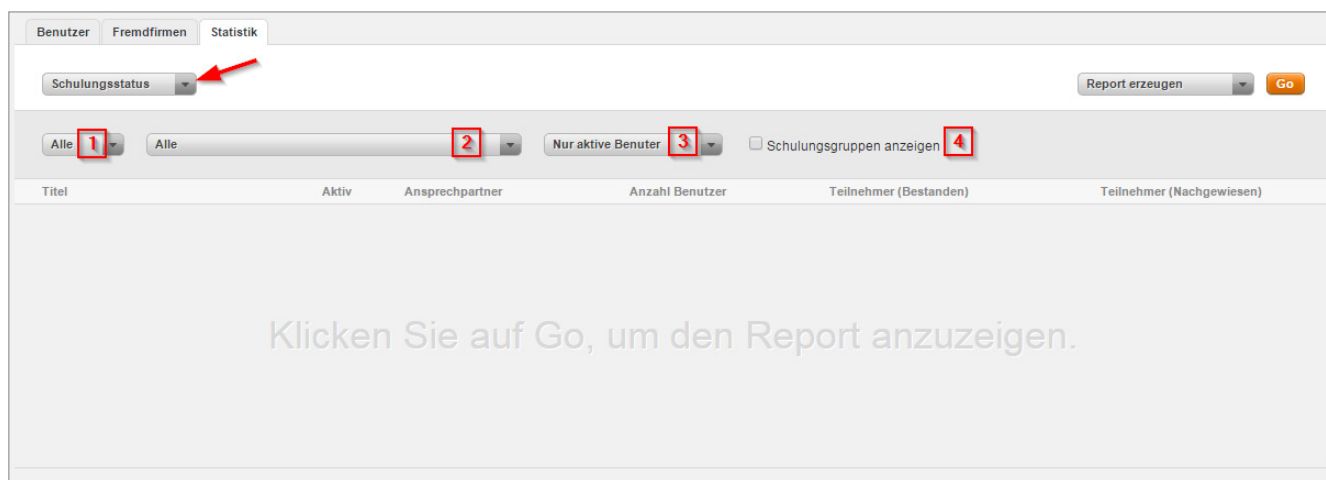 Benutzer Fremdfirmen Statistik
Schulungsstatus Report erzeugen Go
Alle 1 Alle 2 Nur aktive Benuter 3 Schulungsgruppen anzeigen 4
Titel Aktiv Ansprechpartner Anzahl Benutzer Teilnehmer (Bestanden) Teilnehmer (Nachgewiesen)
Klicken Sie auf Go, um den Report anzuzeigen.